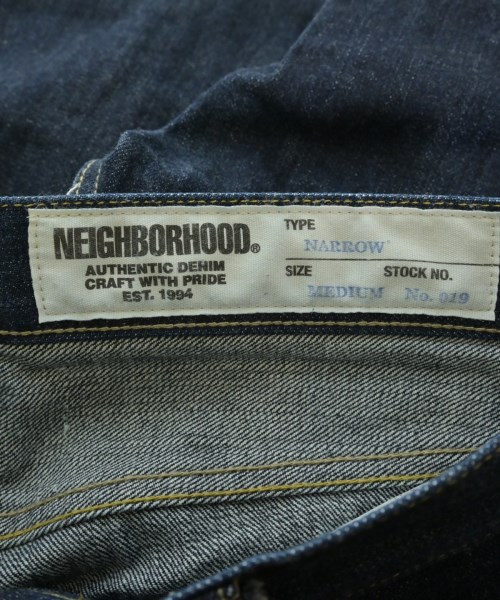 NEIGHBORHOOD®
AUTHENTIC DENIM
CRAFT WITH PRIDE
EST. 1994
TYPE
NARROW
SIZE STOCK NO.
MEDIUM No. 019